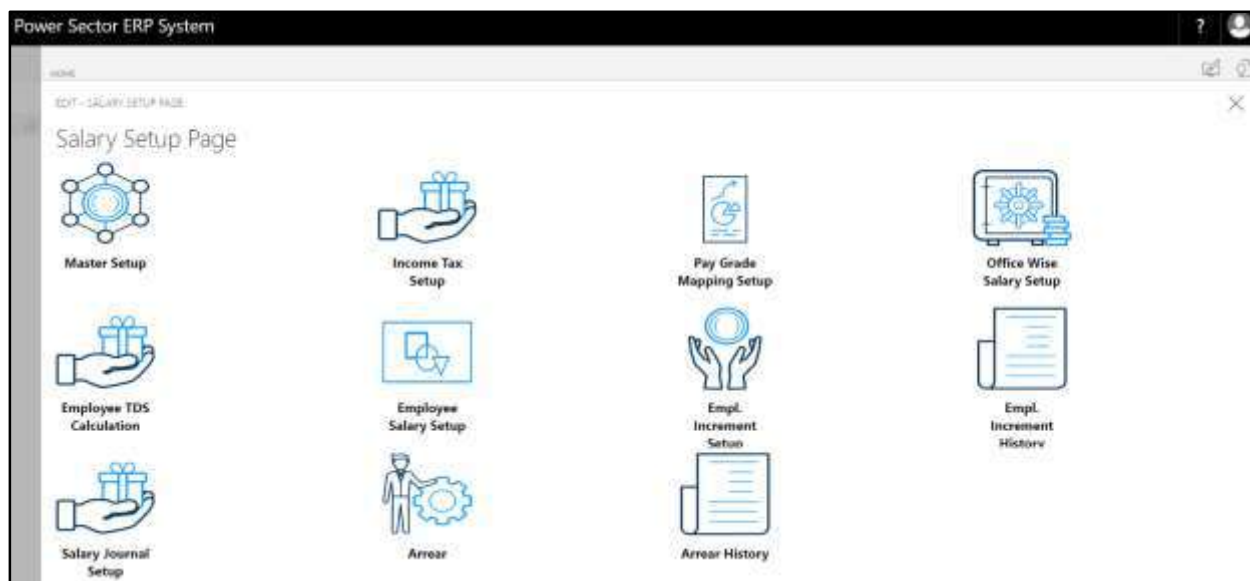 Power Sector ERP System
?
HOME
EDIT - SALARY SETUP PAGE
Salary Setup Page
Master Setup
Income Tax
Setup
Pay Grade
Mapping Setup
Office Wise
Salary Setup
Employee TDS
Calculation
Employee
Salary Setup
Empl.
Increment
Setup
Empl.
Increment
History
Salary Journal
Setup
Arrear
Arrear History